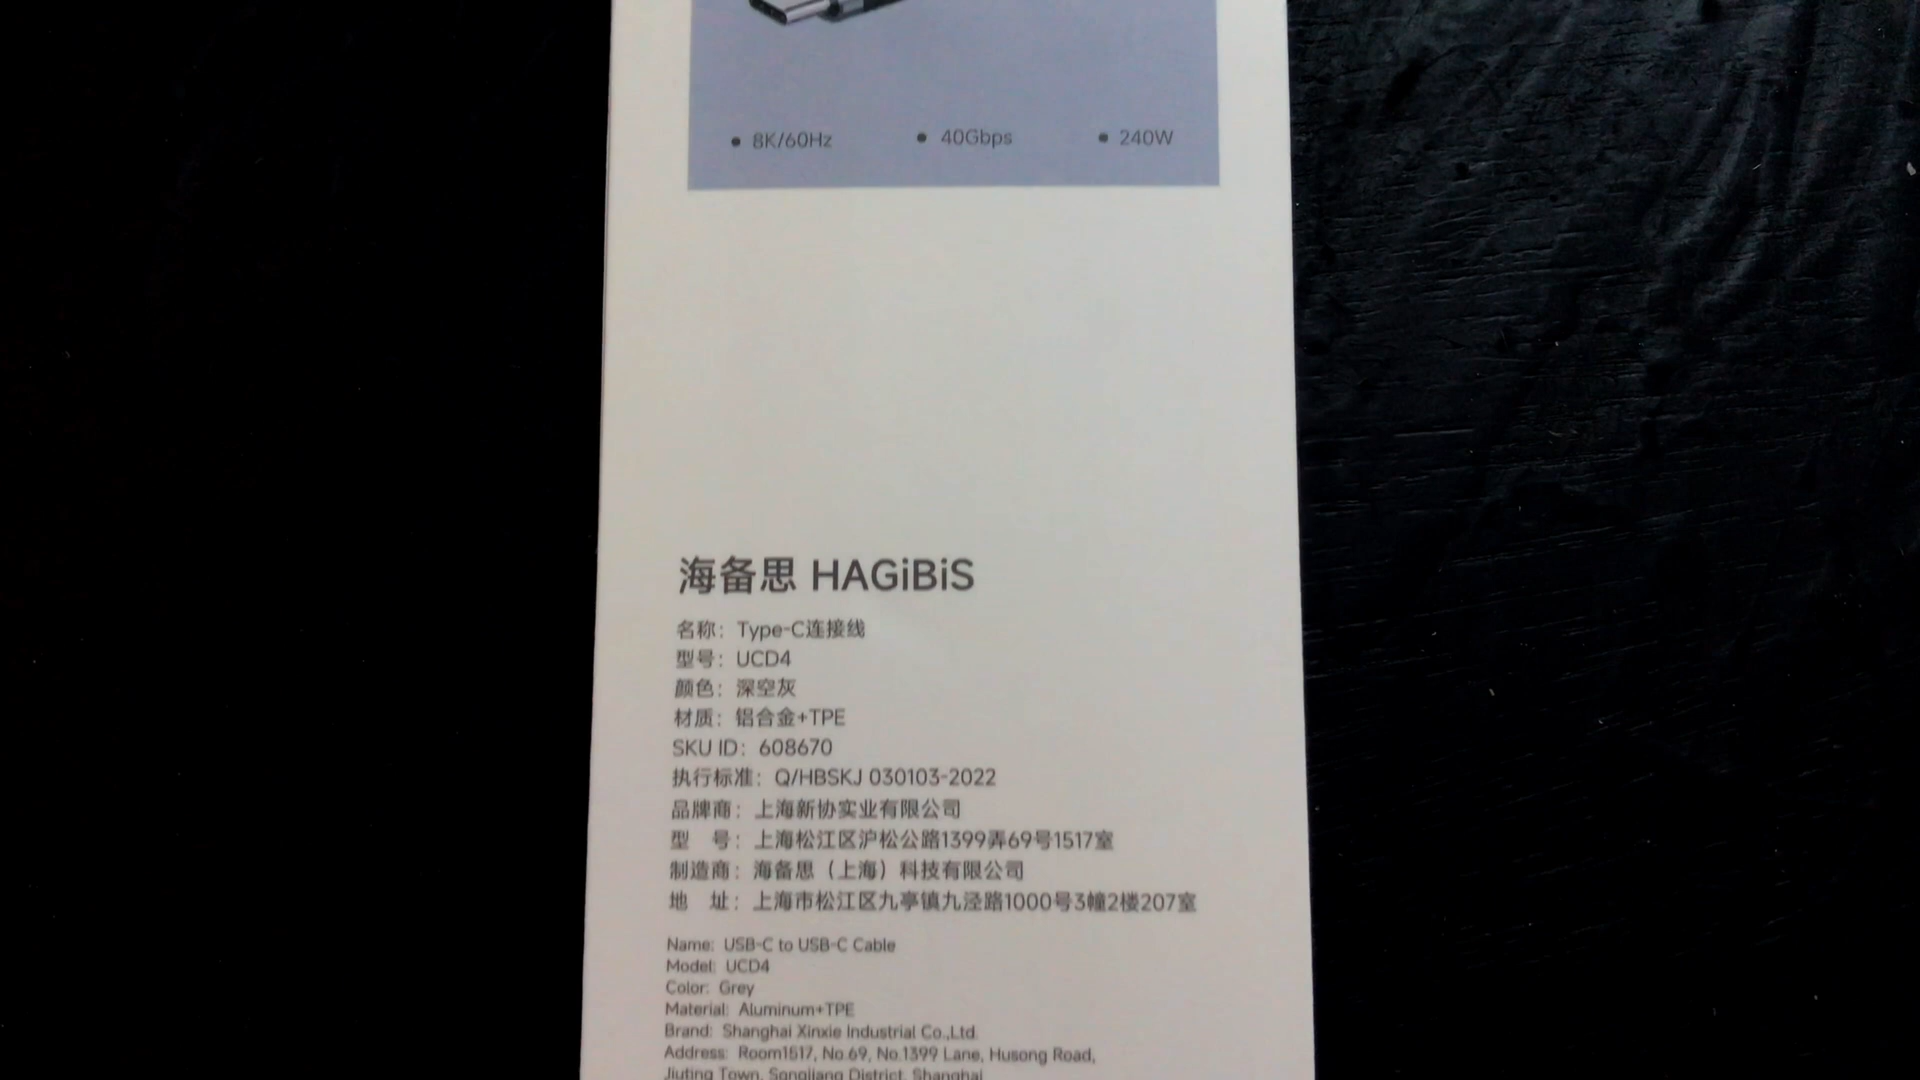 • 8K/60Hz • 40Gbps • 240W
海备思 HAGiBiS
名称：Type-C连接线
型号：UCD4
颜色：深空灰
材质：铝合金+TPE
SKU ID：608670
执行标准：Q/HBSKJ 030103-2022
品牌商：上海新协实业有限公司
型 号：上海松江区沪松公路1399弄69号1517室
制造商：海备思（上海）科技有限公司
地 址：上海市松江区九亭镇九泾路1000号3幢2楼207室
Name: USB-C to USB-C Cable
Model: UCD4
Color: Grey
Material: Aluminum+TPE
Brand: Shanghai Xinxie Industrial Co.,Ltd.
Address: Room1517, No.69, No.1399 Lane, Husong Road,
Jiuting Town, Songjiang District, Shanghai